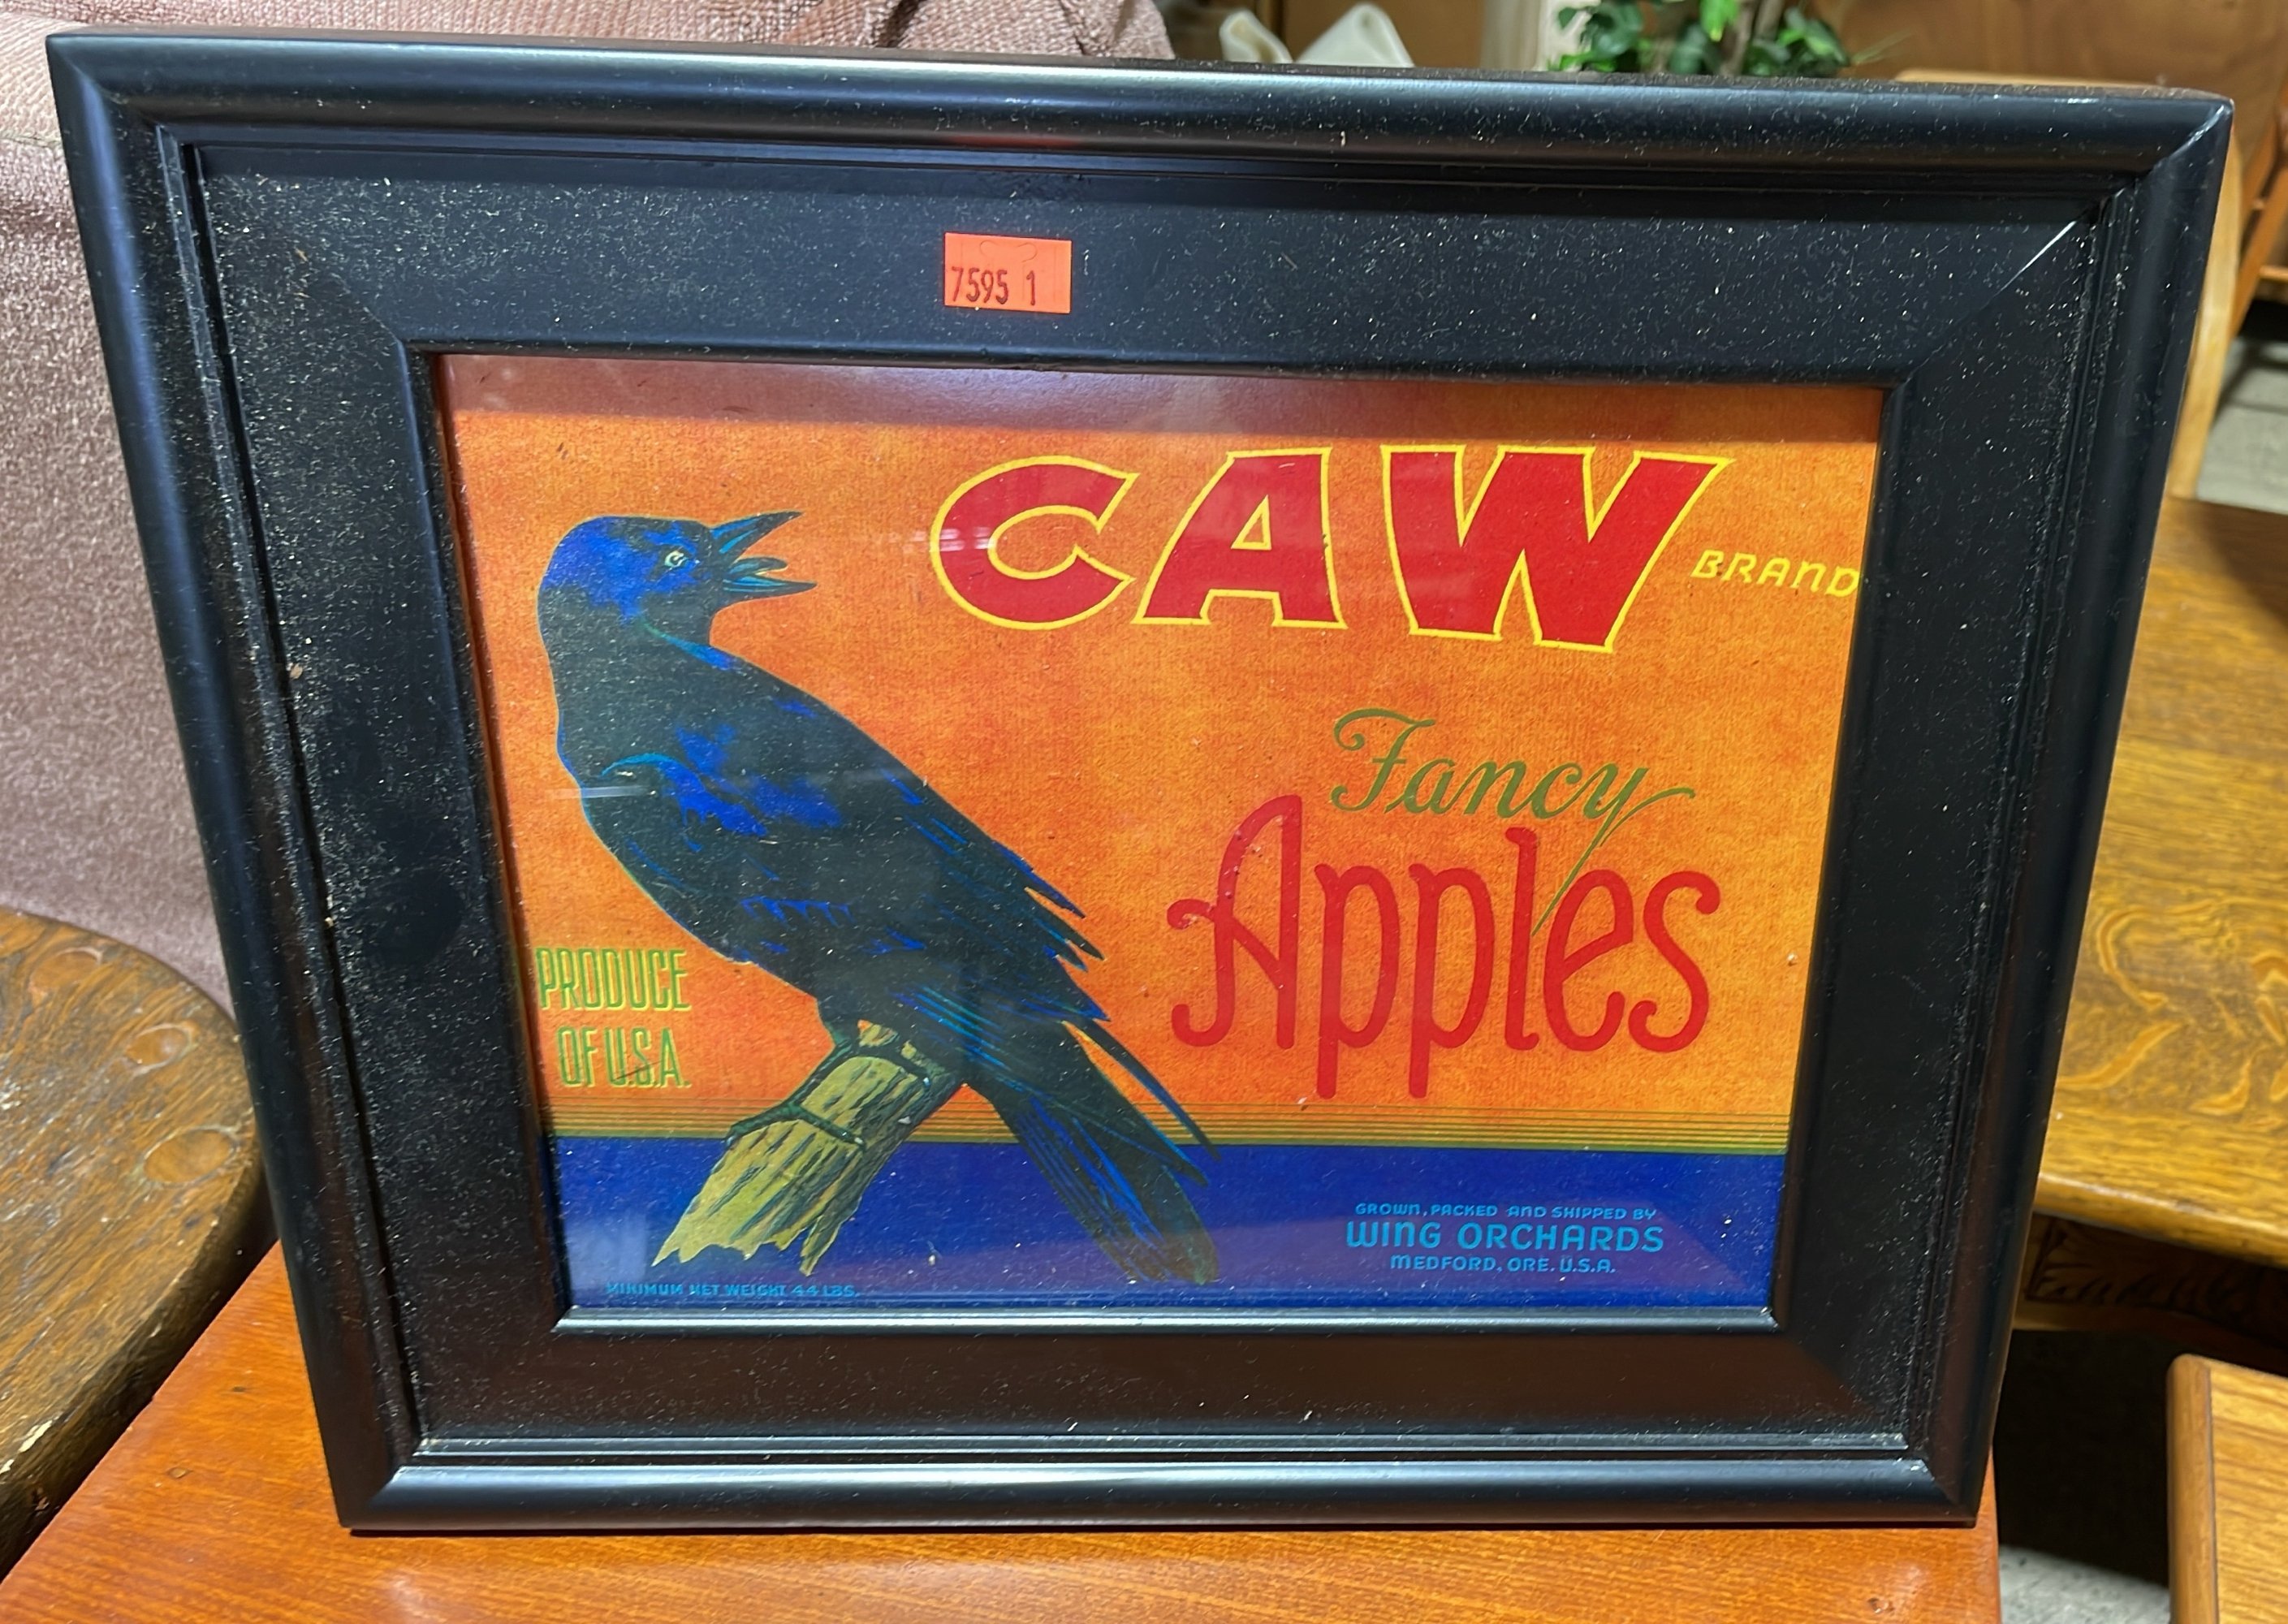 7595 1
CAW BRAND
Fancy
Apples
PRODUCE
OF U.S.A.
GROWN, PACKED AND SHIPPED BY
WING ORCHARDS
MEDFORD, ORE. U.S.A.
MINIMUM NET WEIGHT 44 LBS.